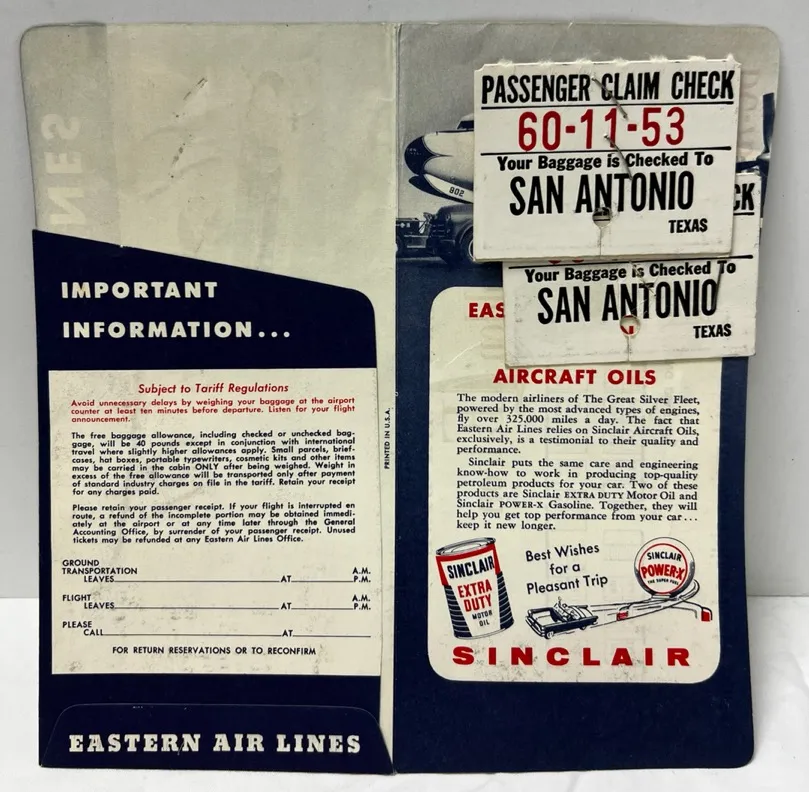 IMPORTANT
INFORMATION...
Subject to Tariff Regulations
Avoid unnecessary delays by weighing your baggage at the airport
counter at least ten minutes before departure. Listen for your flight
announcement.
The free baggage allowance, including checked or unchecked bag-
gage, will be 40 pounds except in conjunction with international
travel where slightly higher allowances apply. Small parcels, brief-
cases, hat boxes, portable typewriters, cosmetic kits and other items
may be carried in the cabin ONLY after being weighed. Weight in
excess of the free allowance will be transported only after payment
of standard industry charges on file in the tariff. Retain your receipt
for any charges paid.
Please retain your passenger receipt. If your flight is interrupted en
route, a refund of the incomplete portion may be obtained immedi-
ately at the airport or at any time later through the General
Accounting Office, by surrender of your passenger receipt. Unused
tickets may be refunded at any Eastern Air Lines Office.
GROUND
TRANSPORTATION A.M.
LEAVES AT P.M.
FLIGHT A.M.
LEAVES AT P.M.
PLEASE
CALL AT
FOR RETURN RESERVATIONS OR TO RECONFIRM
EASTERN AIR LINES
PRINTED IN U.S.A.
802
PASSENGER CLAIM CHECK
60-11-53
Your Baggage is Checked To
SAN ANTONIO
TEXAS
CK
Your Baggage is Checked To
SAN ANTONIO
TEXAS
EAS
AIRCRAFT OILS
The modern airliners of The Great Silver Fleet,
powered by the most advanced types of engines,
fly over 325,000 miles a day. The fact that
Eastern Air Lines relies on Sinclair Aircraft Oils,
exclusively, is a testimonial to their quality and
performance.
Sinclair puts the same care and engineering
know-how to work in producing top-quality
petroleum products for your car. Two of these
products are Sinclair EXTRA DUTY Motor Oil and
Sinclair POWER-X Gasoline. Together, they will
help you get top performance from your car...
keep it new longer.
SINCLAIR
EXTRA
DUTY
MOTOR
OIL
Best Wishes
for a
Pleasant Trip
SINCLAIR
POWER-X
THE SUPER FUEL
SINCLAIR